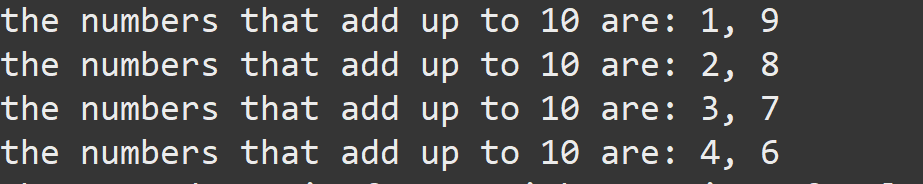 the numbers that add up to 10 are: 1, 9
the numbers that add up to 10 are: 2, 8
the numbers that add up to 10 are: 3, 7
the numbers that add up to 10 are: 4, 6